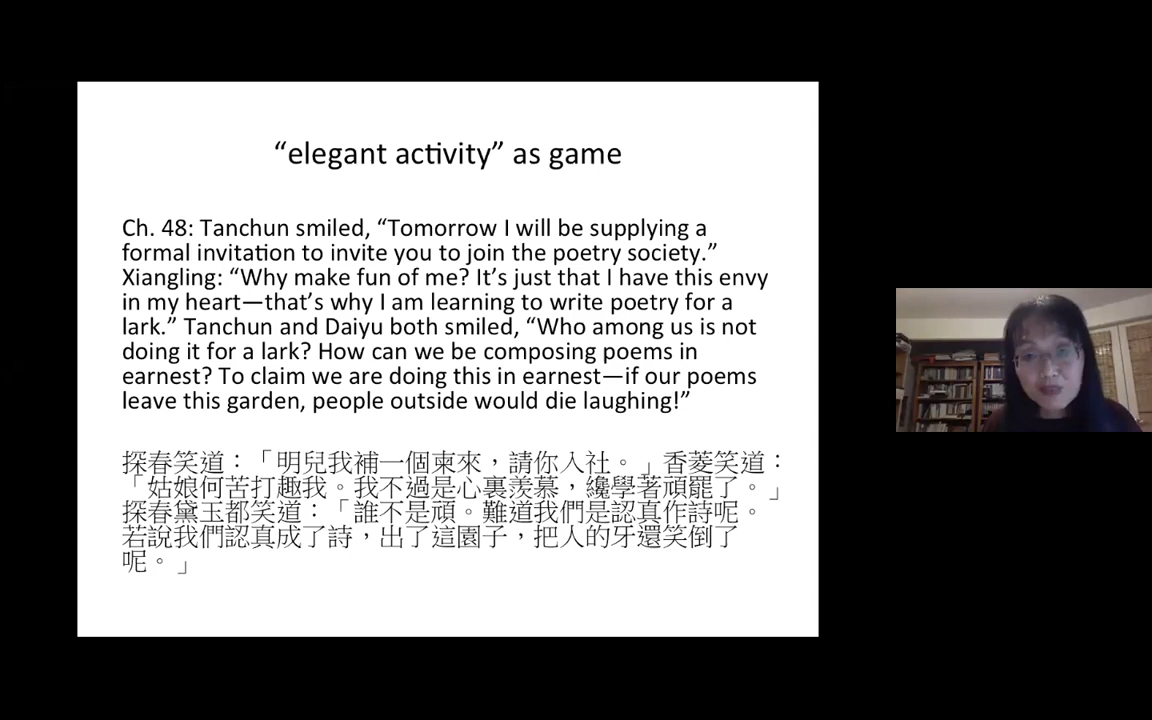 “elegant activity” as game
Ch. 48: Tanchun smiled, “Tomorrow I will be supplying a
formal invitation to invite you to join the poetry society.”
Xiangling: “Why make fun of me? It’s just that I have this envy
in my heart—that’s why I am learning to write poetry for a
lark.” Tanchun and Daiyu both smiled, “Who among us is not
doing it for a lark? How can we be composing poems in
earnest? To claim we are doing this in earnest—if our poems
leave this garden, people outside would die laughing!”
探春笑道：「明兒我補一個柬來，請你入社。」香菱笑道：
「姑娘何苦打趣我。我不過是心裏羨慕，纔學著頑罷了。」
探春黛玉都笑道：「誰不是頑。難道我們是認真作詩呢。
若說我們認真成了詩，出了這園子，把人的牙還笑倒了
呢。」